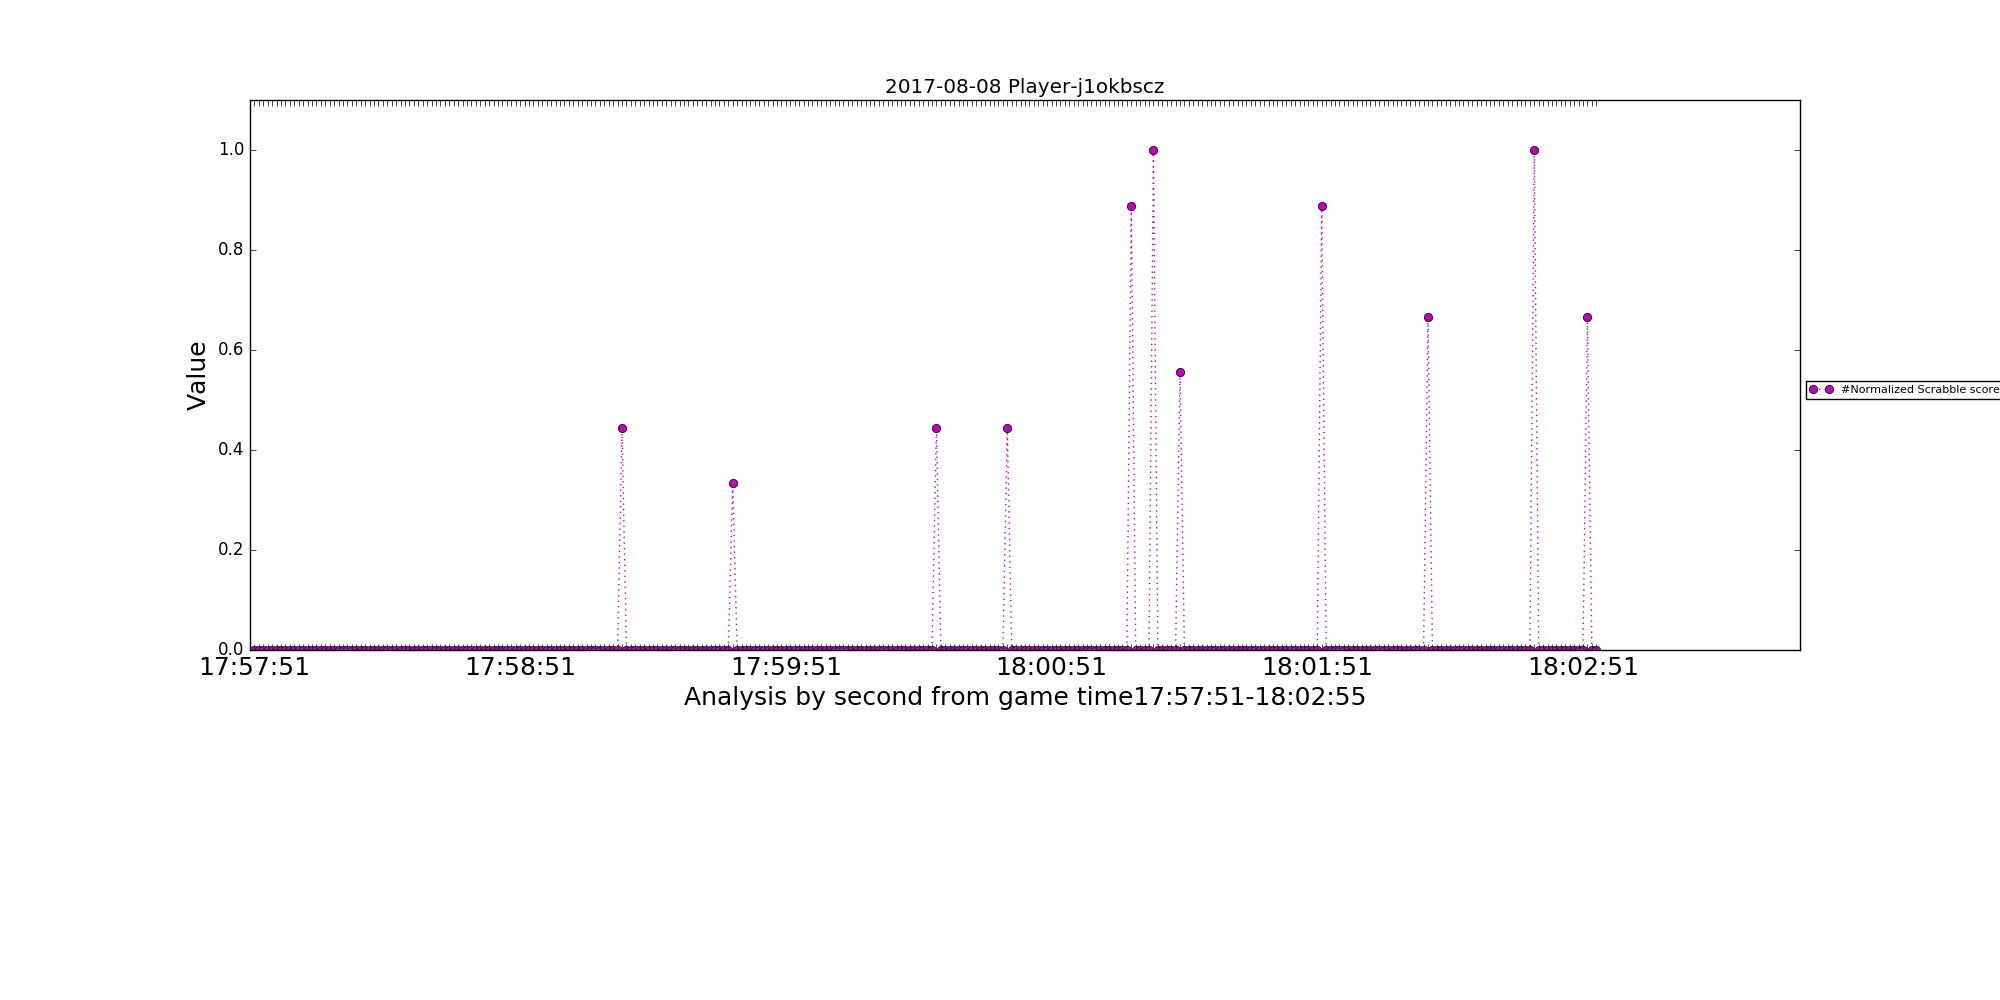 2017-08-08 Player-j1okbscz
1.0
0.8
0.6
0.4
0.2
0.0
Value
#Normalized Scrabble score
17:57:51 17:58:51 17:59:51 18:00:51 18:01:51 18:02:51
Analysis by second from game time17:57:51-18:02:55